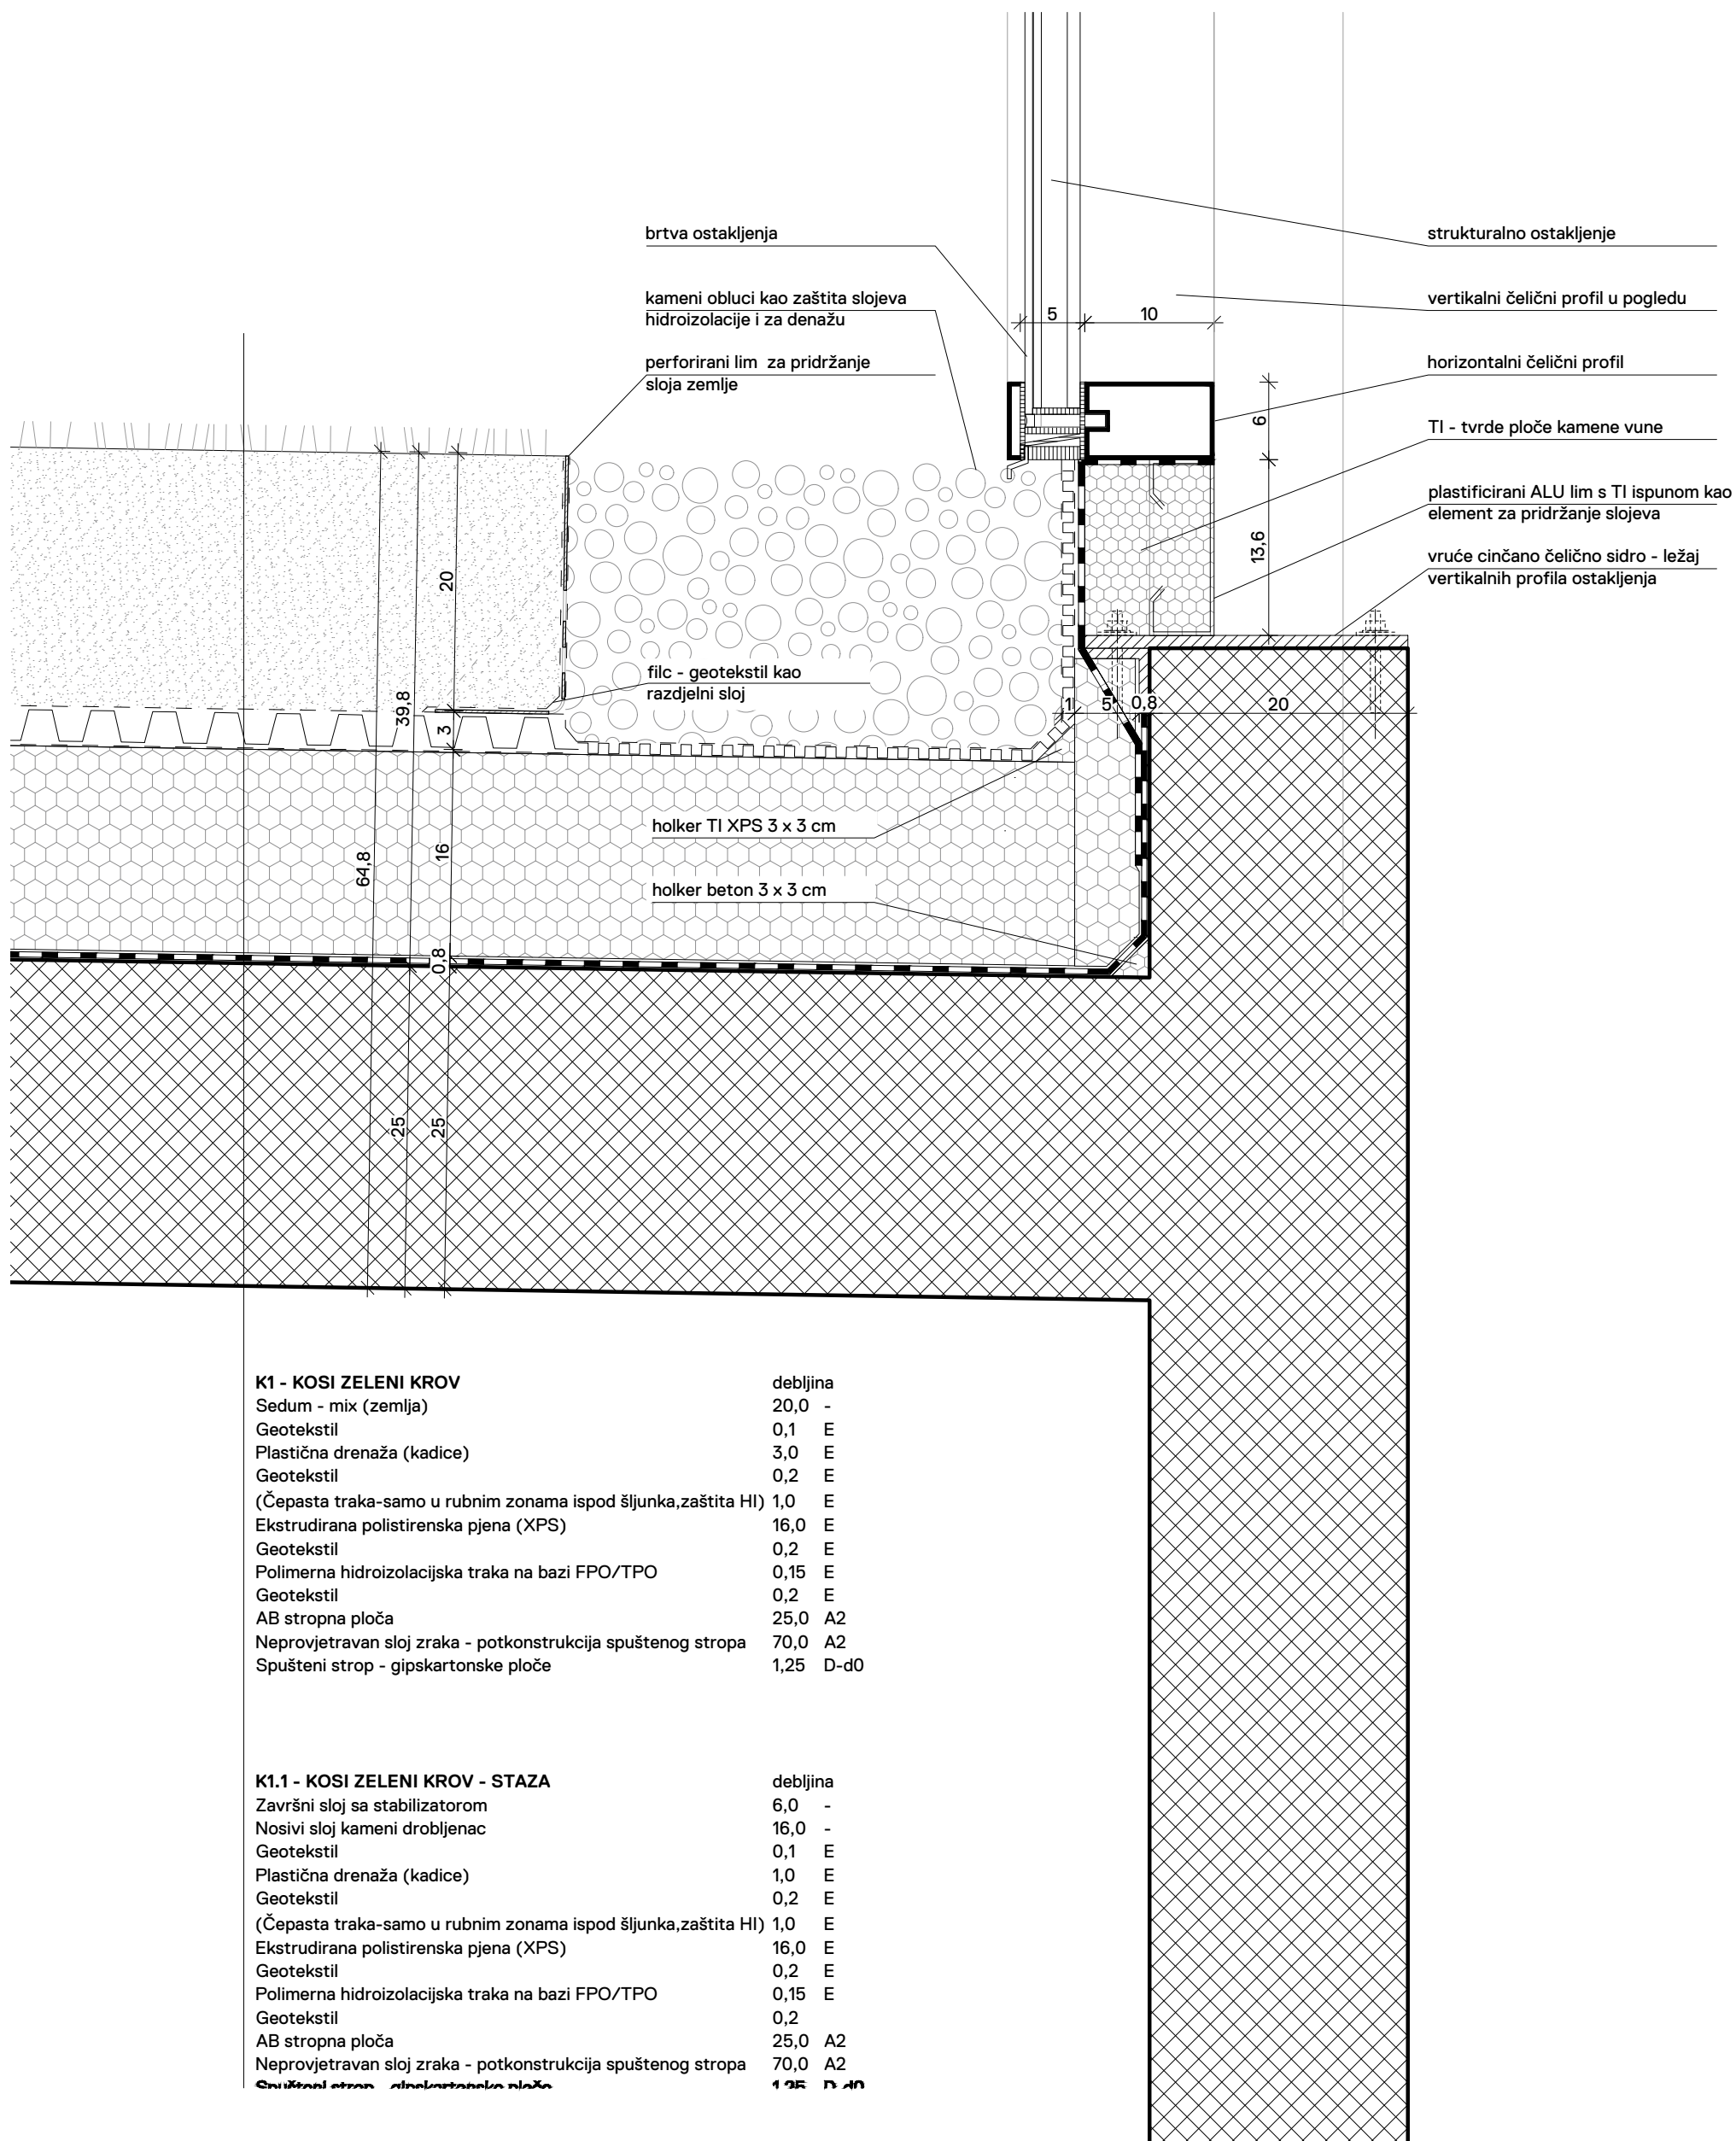 brtva ostakljenja
kameni obluci kao zaštita slojeva
hidroizolacije i za denažu
perforirani lim za pridržanje
sloja zemlje
strukturalno ostakljenje
vertikalni čelični profil u pogledu
horizontalni čelični profil
TI - tvrde ploče kamene vune
plastificirani ALU lim s TI ispunom kao
element za pridržanje slojeva
vruće cinčano čelično sidro - ležaj
vertikalnih profila ostakljenja
5
10
6
13,6
20
39,8
3
filc - geotekstil kao
razdjelni sloj
1
5
0,8
20
holker TI XPS 3 x 3 cm
64,8
16
holker beton 3 x 3 cm
0,8
25
25
K1 - KOSI ZELENI KROV debljina
Sedum - mix (zemlja) 20,0 -
Geotekstil 0,1 E
Plastična drenaža (kadice) 3,0 E
Geotekstil 0,2 E
(Čepasta traka-samo u rubnim zonama ispod šljunka,zaštita HI) 1,0 E
Ekstrudirana polistirenska pjena (XPS) 16,0 E
Geotekstil 0,2 E
Polimerna hidroizolacijska traka na bazi FPO/TPO 0,15 E
Geotekstil 0,2 E
AB stropna ploča 25,0 A2
Neprovjetravan sloj zraka - potkonstrukcija spuštenog stropa 70,0 A2
Spušteni strop - gipskartonske ploče 1,25 D-d0
K1.1 - KOSI ZELENI KROV - STAZA debljina
Završni sloj sa stabilizatorom 6,0 -
Nosivi sloj kameni drobljenac 16,0 -
Geotekstil 0,1 E
Plastična drenaža (kadice) 1,0 E
Geotekstil 0,2 E
(Čepasta traka-samo u rubnim zonama ispod šljunka,zaštita HI) 1,0 E
Ekstrudirana polistirenska pjena (XPS) 16,0 E
Geotekstil 0,2 E
Polimerna hidroizolacijska traka na bazi FPO/TPO 0,15 E
Geotekstil 0,2
AB stropna ploča 25,0 A2
Neprovjetravan sloj zraka - potkonstrukcija spuštenog stropa 70,0 A2
Spušteni strop - gipskartonske ploče 1,25 D-d0